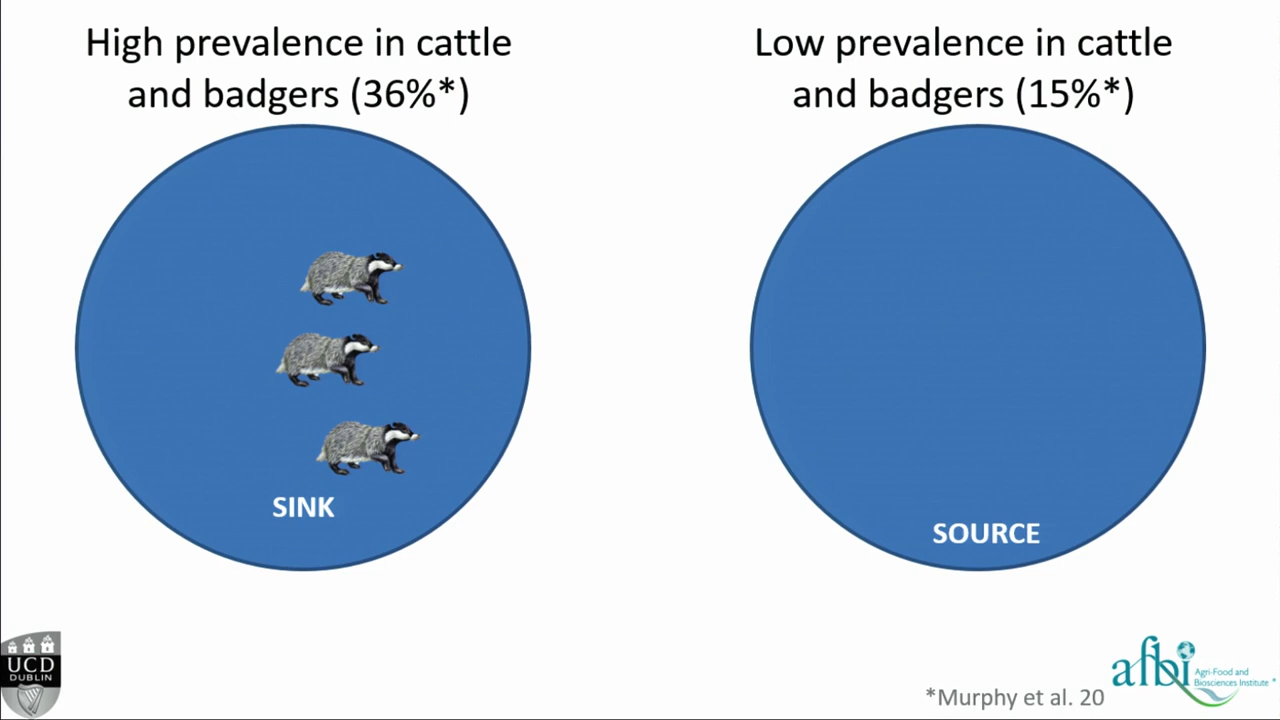 High prevalence in cattle
and badgers (36%*)
Low prevalence in cattle
and badgers (15%*)
SINK
SOURCE
UCD
DUBLIN
*Murphy et al. 20
afbi
Agri-Food and
Biosciences Institute